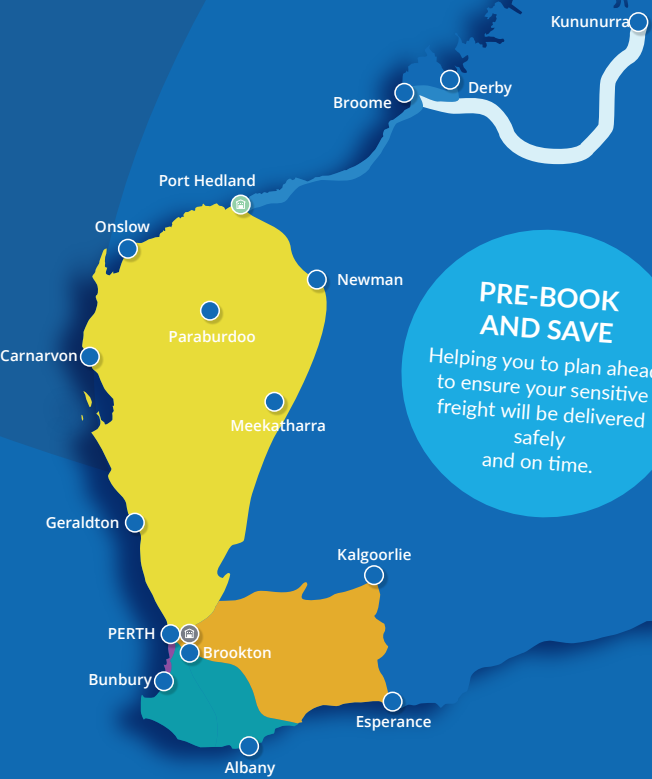 Kununurra
Derby
Broome
Port Hedland
Onslow
Newman
PRE-BOOK
AND SAVE
Helping you to plan ahead
to ensure your sensitive
freight will be delivered
safely
and on time.
Paraburdoo
Carnarvon
Meekatharra
Geraldton
Kalgoorlie
PERTH
Brookton
Bunbury
Esperance
Albany